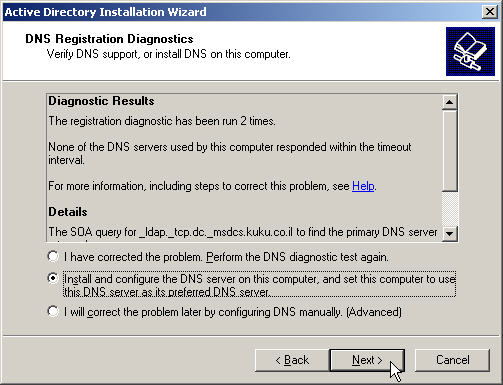 Active Directory Installation Wizard
DNS Registration Diagnostics
Verify DNS support, or install DNS on this computer.
Diagnostic Results
The registration diagnostic has been run 2 times.
None of the DNS servers used by this computer responded within the timeout
interval.
For more information, including steps to correct this problem, see Help.
Details
The SOA query for _ldap._tcp.dc._msdcs.kuku.co.il to find the primary DNS server
I have corrected the problem. Perform the DNS diagnostic test again.
Install and configure the DNS server on this computer, and set this computer to use
this DNS server as its preferred DNS server.
I will correct the problem later by configuring DNS manually. (Advanced)
< Back
Next >
Cancel